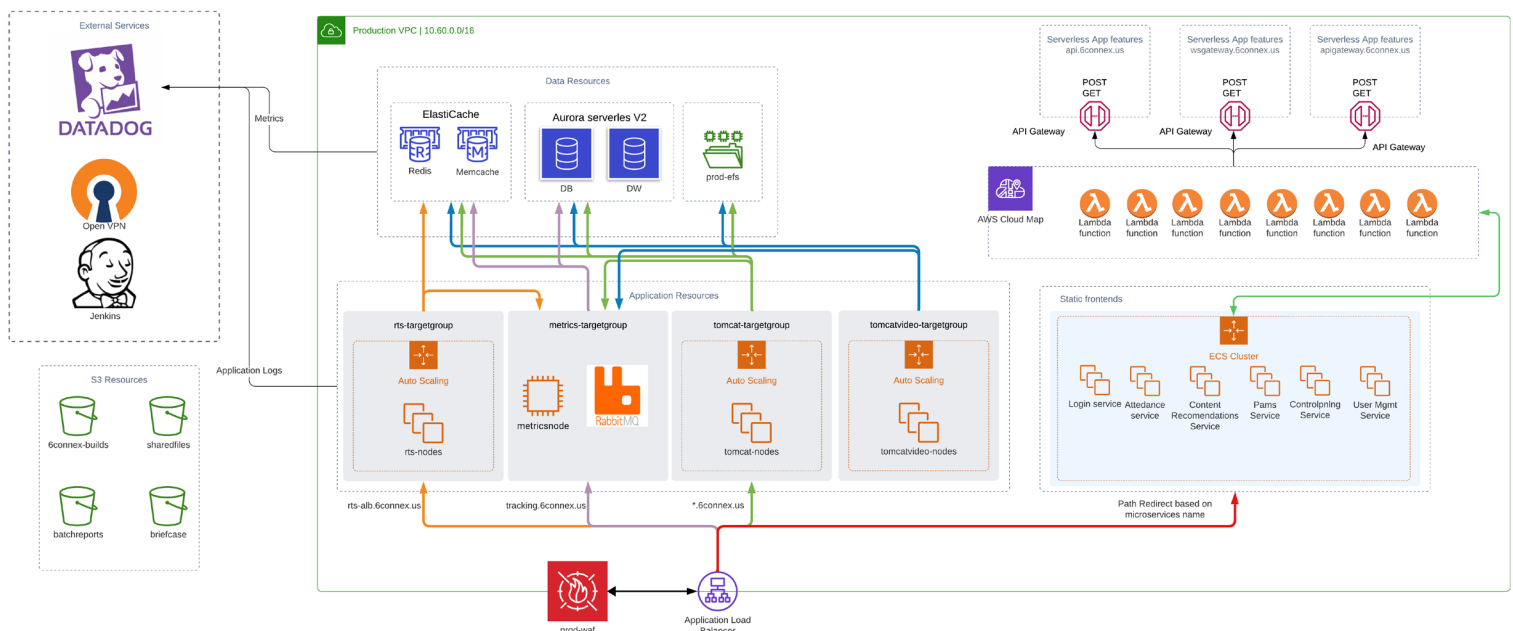 External Services
DATADOG
Open VPN
Jenkins
S3 Resources
6connex-builds
sharedfiles
batchreports
briefcase
Metrics
Application Logs
Production VPC | 10.60.0.0/16
Data Resources
ElastiCache
Redis
Memcache
Aurora serverles V2
DB
DW
prod-efs
Application Resources
rts-targetgroup
Auto Scaling
rts-nodes
metrics-targetgroup
metricsnode
RabbitMQ
tomcat-targetgroup
Auto Scaling
tomcat-nodes
tomcatvideo-targetgroup
Auto Scaling
tomcatvideo-nodes
rts-alb.6connex.us
tracking.6connex.us
*.6connex.us
Path Redirect based on
microservices name
prod-waf
Application Load
Balancer
Serverless App features
api.6connex.us
POST
GET
API Gateway
Serverless App features
wsgateway.6connex.us
POST
GET
API Gateway
Serverless App features
apigateway.6connex.us
POST
GET
API Gateway
AWS Cloud Map
Lambda
function
Lambda
function
Lambda
function
Lambda
function
Lambda
function
Lambda
function
Lambda
function
Lambda
function
Static frontends
ECS Cluster
Login service
Attedance
service
Content
Recomendations
Service
Pams
Service
Controlpnlng
Service
User Mgmt
Service
R
M